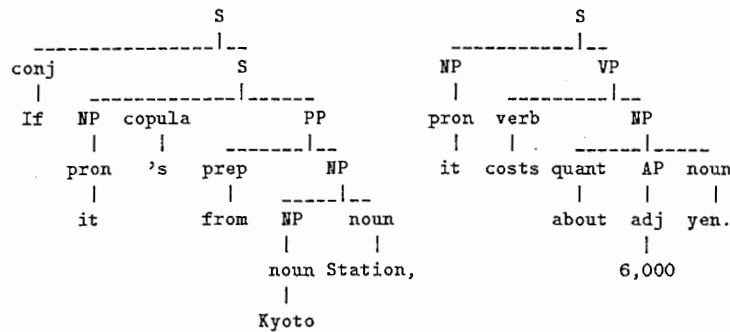 S S
conj S NP VP
If NP copula PP pron verb NP
pron 's prep NP it costs quant AP noun
it from NP noun about adj yen.
noun Station, 6,000
Kyoto